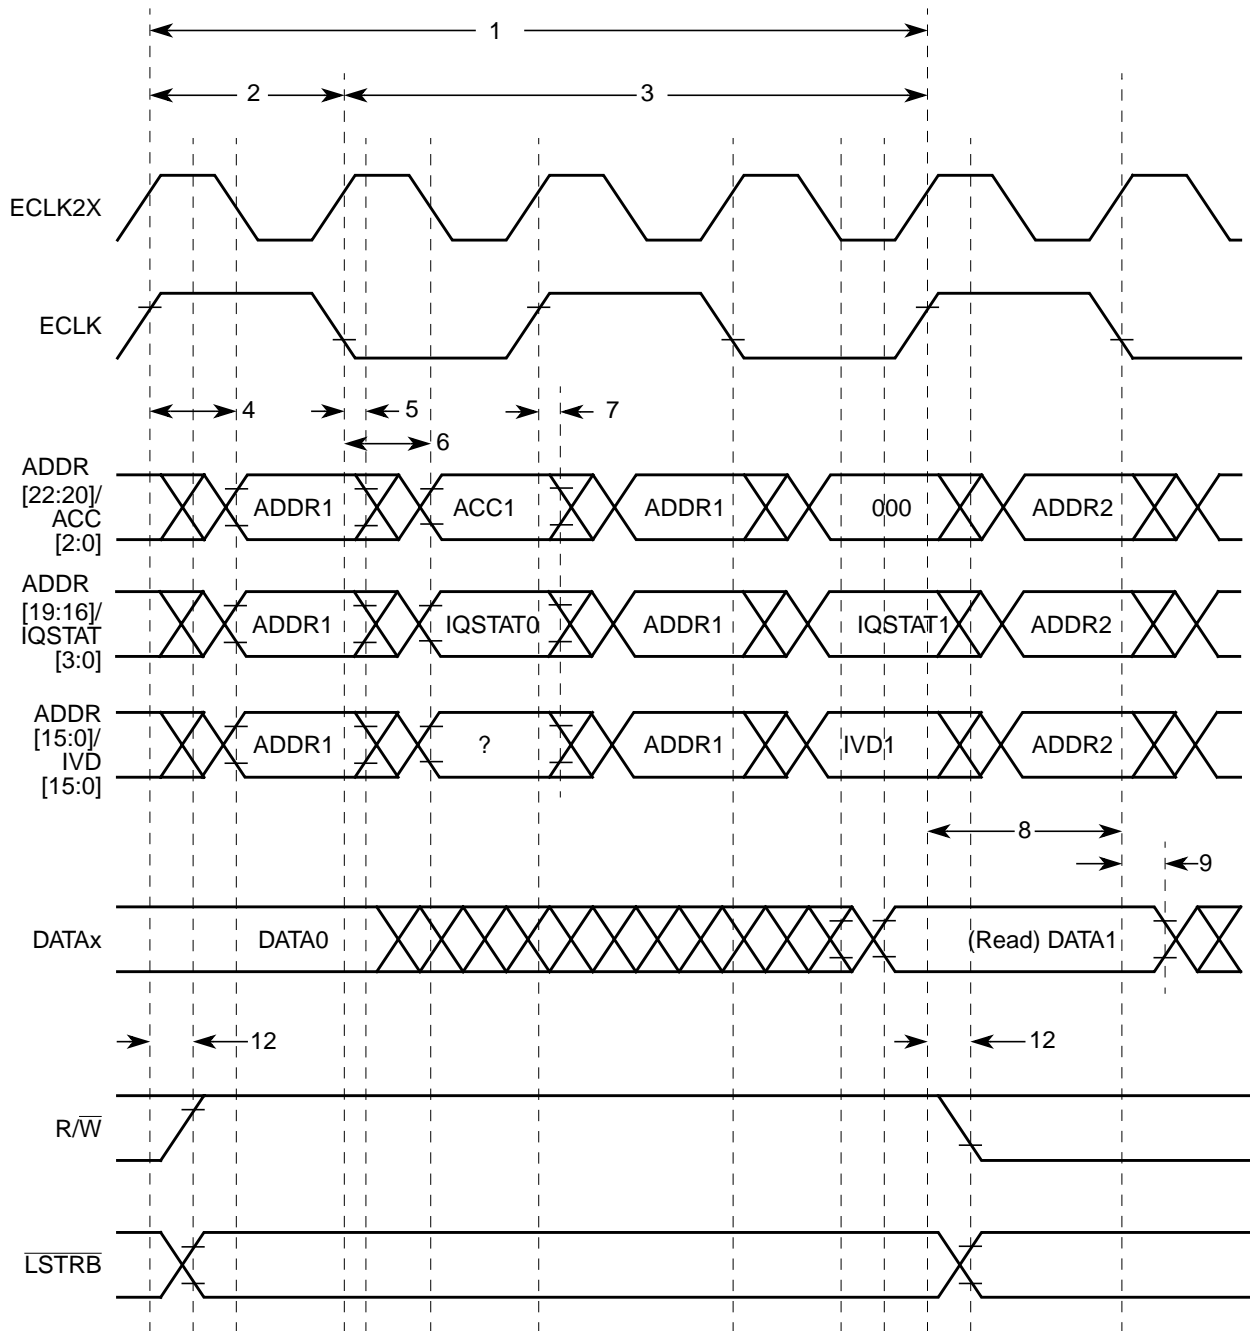 1
2
3
ECLK2X
ECLK
4
5
7
6
ADDR
[22:20]/
ACC
[2:0]
ADDR1
ACC1
ADDR1
000
ADDR2
ADDR
[19:16]/
IQSTAT
[3:0]
ADDR1
IQSTAT0
ADDR1
IQSTAT1
ADDR2
ADDR
[15:0]/
IVD
[15:0]
ADDR1
?
ADDR1
IVD1
ADDR2
8
9
DATAx
DATA0
(Read) DATA1
12
12
R/W̅
L̅S̅T̅R̅B̅